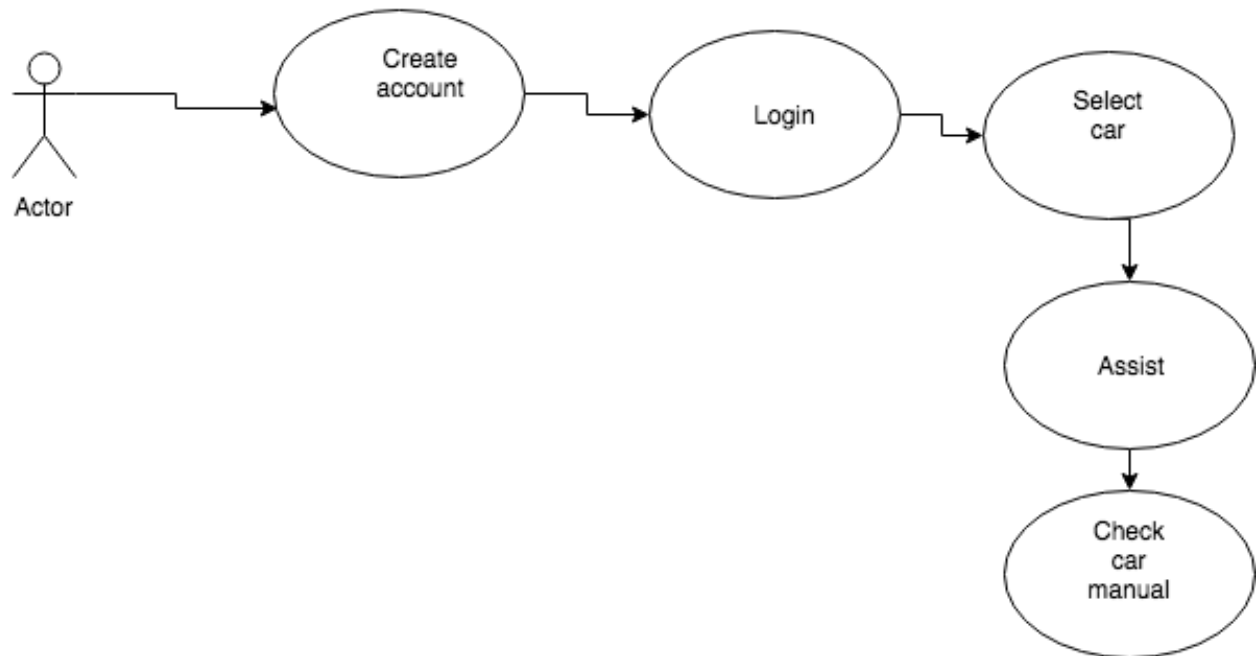 Create
account
Login
Select
car
Actor
Assist
Check
car
manual